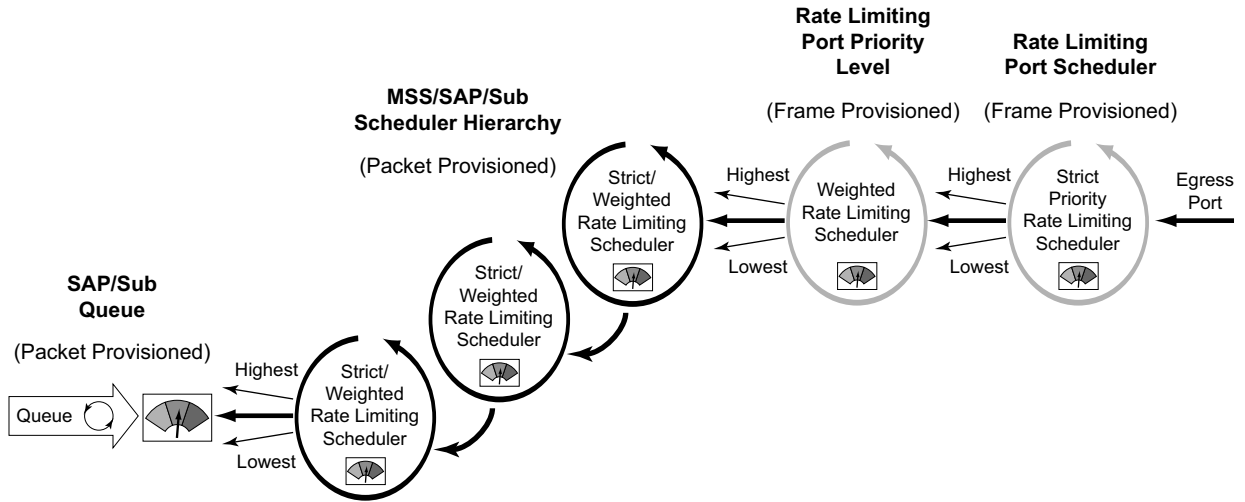 Rate Limiting
Port Priority
Level
(Frame Provisioned)
Rate Limiting
Port Scheduler
(Frame Provisioned)
MSS/SAP/Sub
Scheduler Hierarchy
(Packet Provisioned)
Strict/
Weighted
Rate Limiting
Scheduler
Highest
Lowest
Weighted
Rate Limiting
Scheduler
Highest
Lowest
Strict
Priority
Rate Limiting
Scheduler
Egress
Port
Strict/
Weighted
Rate Limiting
Scheduler
SAP/Sub
Queue
(Packet Provisioned)
Queue
Highest
Lowest
Strict/
Weighted
Rate Limiting
Scheduler